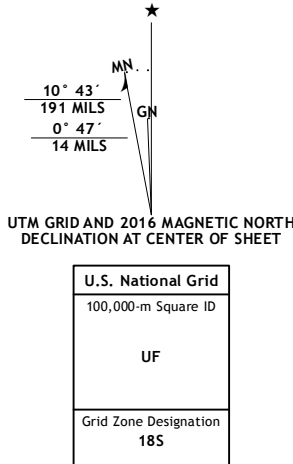 MN
GN
10° 43´
191 MILS
0° 47´
14 MILS
UTM GRID AND 2016 MAGNETIC NORTH
DECLINATION AT CENTER OF SHEET
U.S. National Grid
100,000-m Square ID
UF
Grid Zone Designation
18S